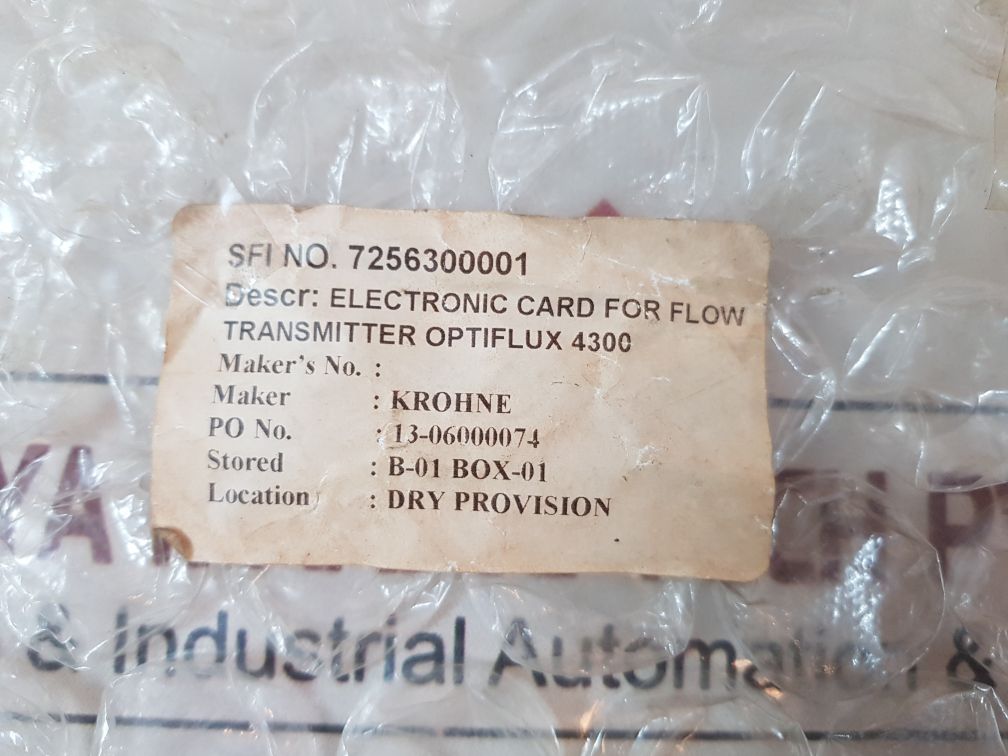 SFI NO. 7256300001
Descr: ELECTRONIC CARD FOR FLOW
TRANSMITTER OPTIFLUX 4300
Maker's No. :
Maker : KROHNE
PO No. : 13-06000074
Stored : B-01 BOX-01
Location : DRY PROVISION
& Industrial Automation &